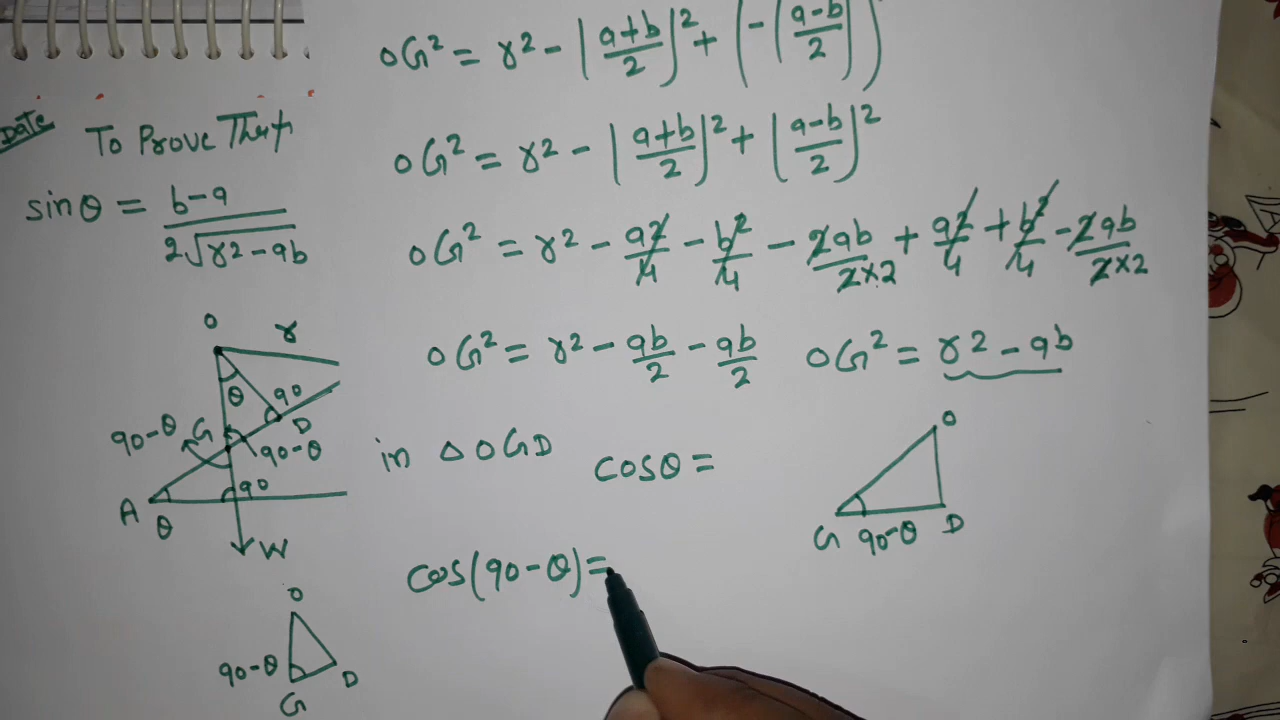 OG² = r² - (a+b/2)² + (-(a-b/2))
Date
To Prove That
OG² = r² - (a+b/2)² + (a-b/2)²
sinθ = b-a/2√r²-ab
OG² = r² - a²/4 - b²/4 - 2ab/2×2 + a²/4 + b²/4 - 2ab/2×2
OG² = r² - ab/2 - ab/2 OG² = r² - ab
O r
θ 90
90-θ G D
90-θ
A 90
θ
W
in △OGD cosθ =
O
G 90-θ D
cos(90-θ)=
O
90-θ D
G